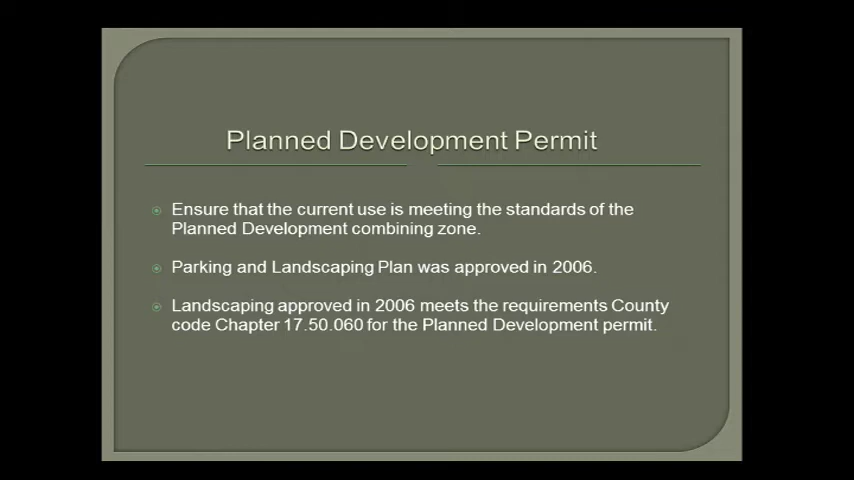 Planned Development Permit
Ensure that the current use is meeting the standards of the
Planned Development combining zone.
Parking and Landscaping Plan was approved in 2006.
Landscaping approved in 2006 meets the requirements County
code Chapter 17.50.060 for the Planned Development permit.